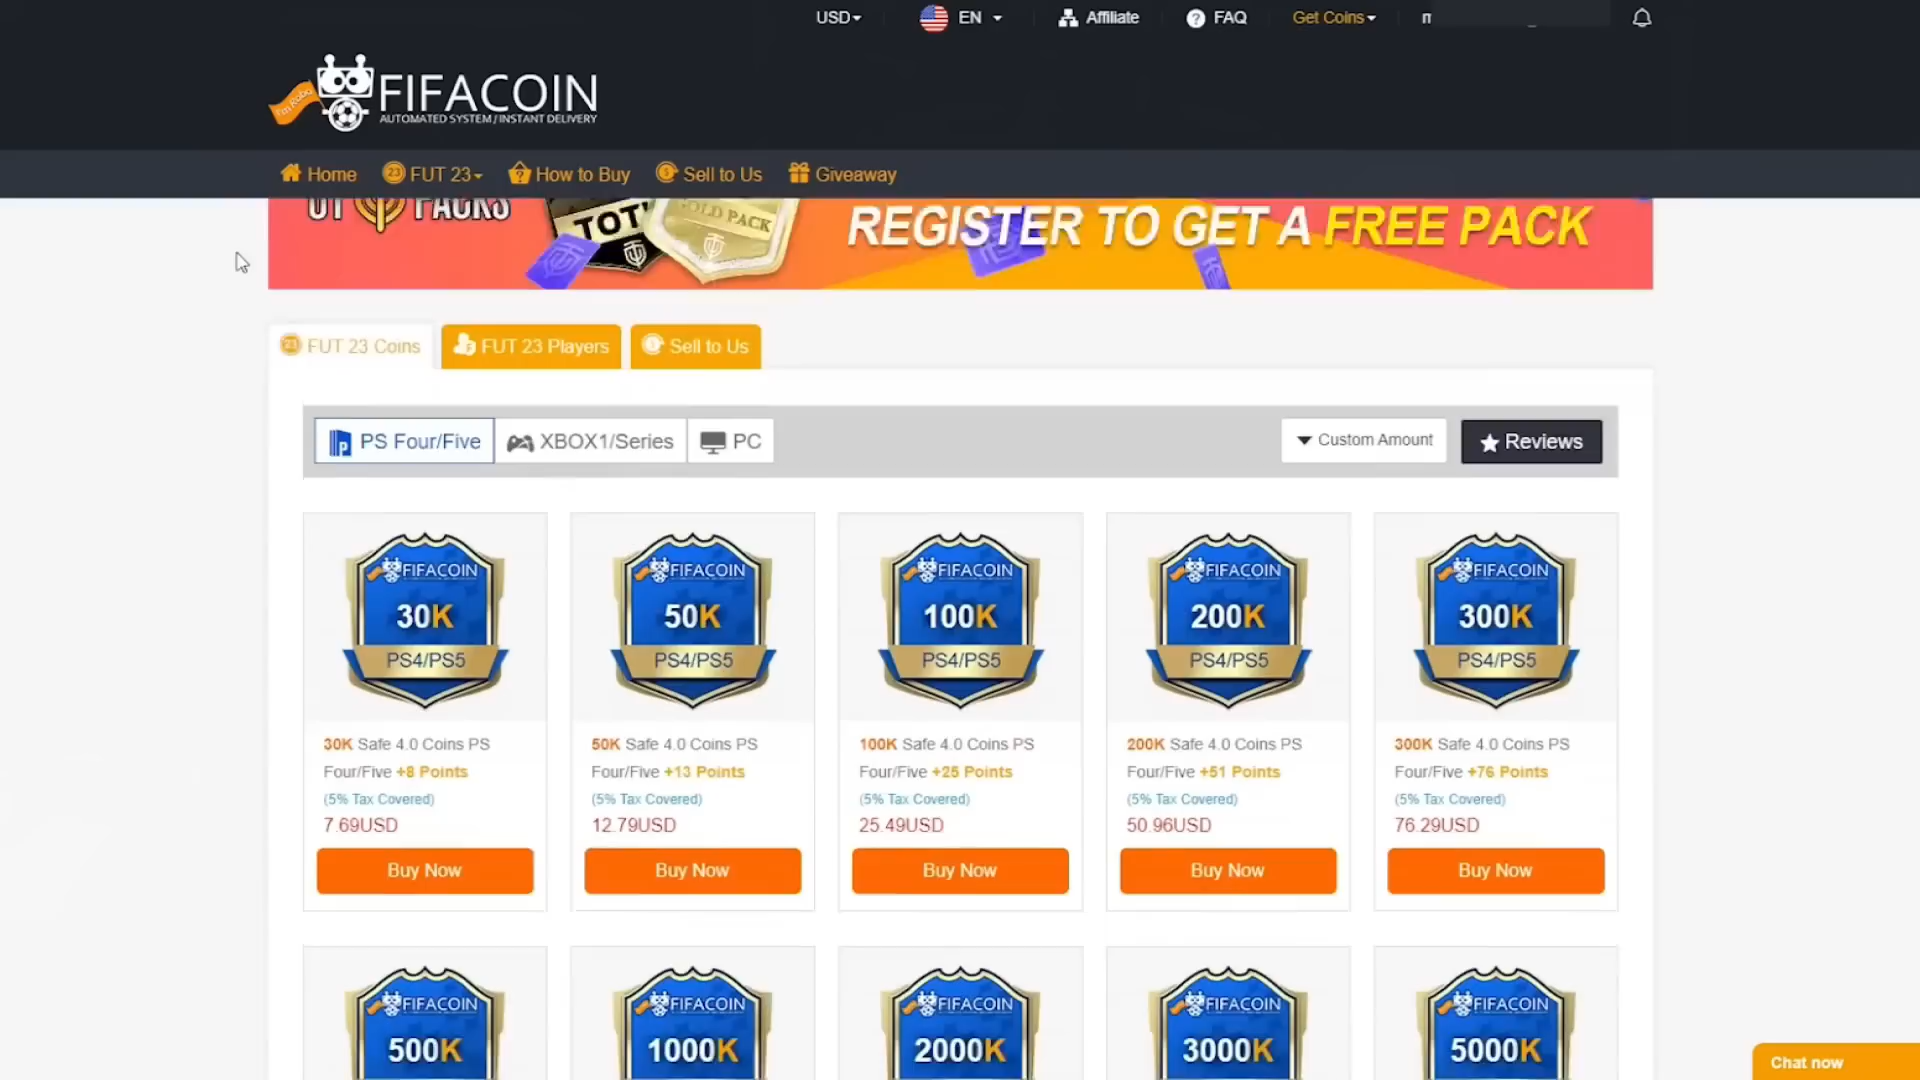 USD
EN
Affiliate
FAQ
Get Coins
I'm Robo
FIFACOIN
AUTOMATED SYSTEM / INSTANT DELIVERY
Home
23 FUT 23
How to Buy
Sell to Us
Giveaway
UT PACKS
TOT
GOLD PACK
REGISTER TO GET A FREE PACK
23 FUT 23 Coins
FUT 23 Players
Sell to Us
PS Four/Five
XBOX1/Series
PC
Custom Amount
Reviews
FIFACOIN
30K
PS4/PS5
30K Safe 4.0 Coins PS
Four/Five +8 Points
(5% Tax Covered)
7.69USD
Buy Now
FIFACOIN
50K
PS4/PS5
50K Safe 4.0 Coins PS
Four/Five +13 Points
(5% Tax Covered)
12.79USD
Buy Now
FIFACOIN
100K
PS4/PS5
100K Safe 4.0 Coins PS
Four/Five +25 Points
(5% Tax Covered)
25.49USD
Buy Now
FIFACOIN
200K
PS4/PS5
200K Safe 4.0 Coins PS
Four/Five +51 Points
(5% Tax Covered)
50.96USD
Buy Now
FIFACOIN
300K
PS4/PS5
300K Safe 4.0 Coins PS
Four/Five +76 Points
(5% Tax Covered)
76.29USD
Buy Now
FIFACOIN
500K
FIFACOIN
1000K
FIFACOIN
2000K
FIFACOIN
3000K
FIFACOIN
5000K
Chat now